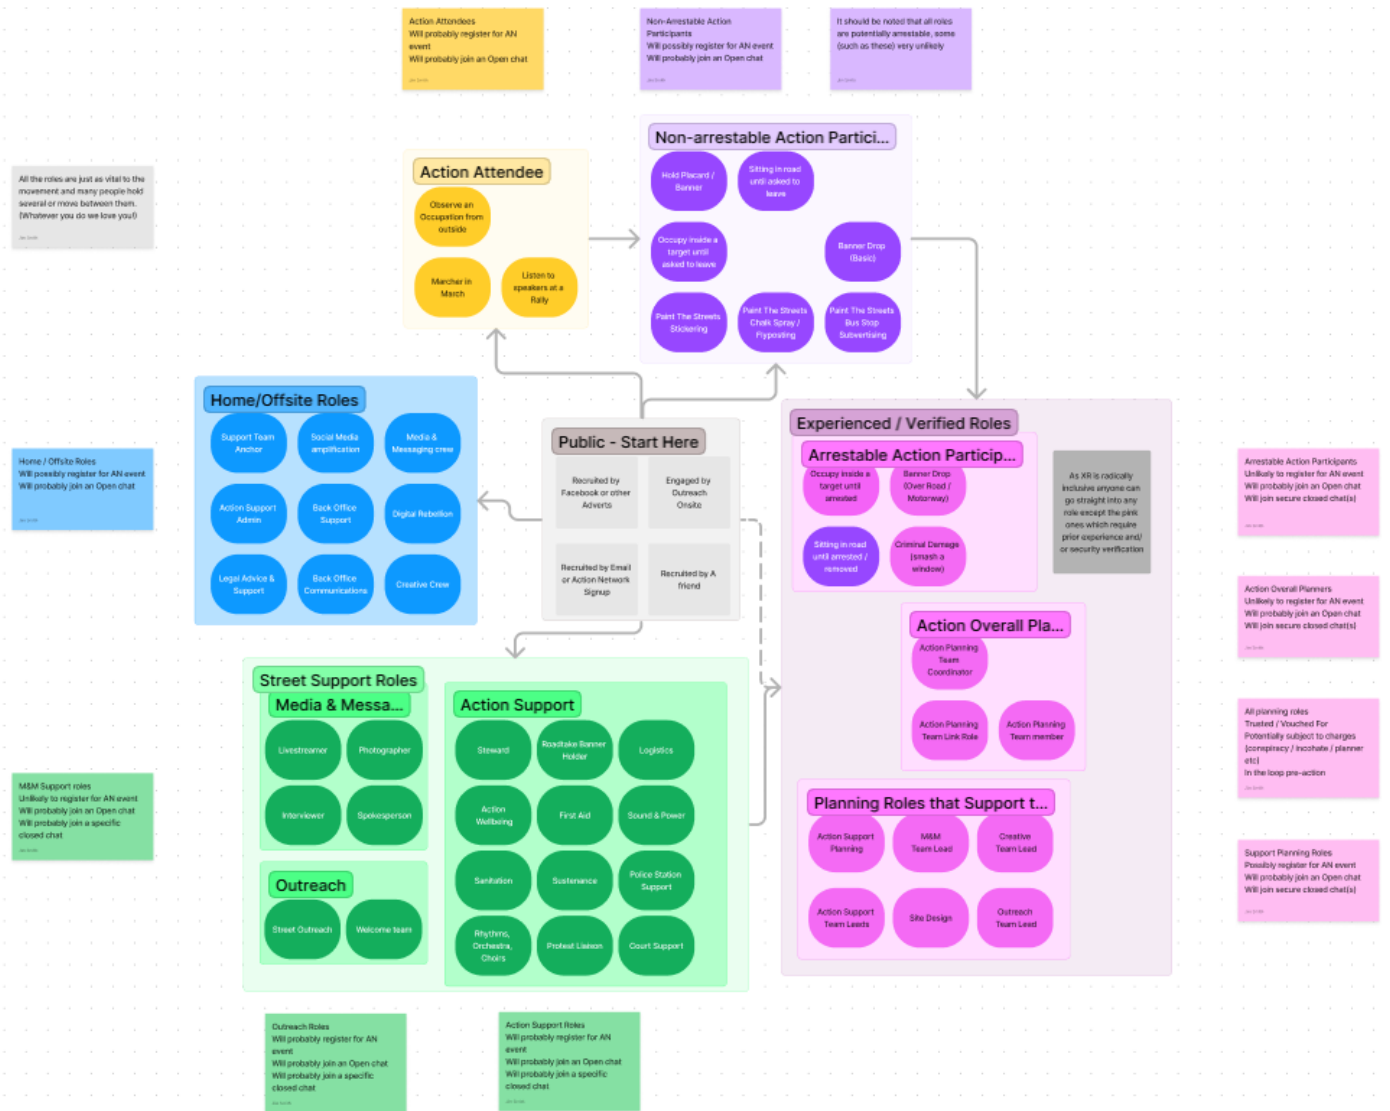 Action Attendees
Will probably register for AN
event
Will probably join an Open chat
Jen Smith
Non-Arrestable Action
Participants
Will possibly register for AN event
Will probably join an Open chat
Jen Smith
It should be noted that all roles
are potentially arrestable, some
(such as these) very unlikely
Jen Smith
All the roles are just as vital to the
movement and many people hold
several or move between them.
(Whatever you do we love you!)
Action Attendee
Observe an
Occupation from
outside
Marcher in
March
Listen to
speakers at a
Rally
Non-arrestable Action Partici...
Hold Placard /
Banner
Sitting in road
until asked to
leave
Occupy inside a
target until
asked to leave
Banner Drop
(Basic)
Paint The Streets
Stickering
Paint The Streets
Chalk Spray /
Flyposting
Paint The Streets
Bus Stop
Subvertising
Home/Offsite Roles
Support Team
Anchor
Social Media
amplification
Media &
Messaging crew
Action Support
Admin
Back Office
Support
Digital Rebellion
Legal Advice &
Support
Back Office
Communications
Creative Crew
Home / Offsite Roles
Will possibly register for AN event
Will probably join an Open chat
Public - Start Here
Recruited by
Facebook or other
Adverts
Engaged by
Outreach
Onsite
Recruited by Email
or Action Network
Signup
Recruited by A
friend
Experienced / Verified Roles
Arrestable Action Particip...
Occupy inside a
target until
arrested
Banner Drop
(Over Road /
Motorway)
Sitting in road
until arrested /
removed
Criminal Damage
(smash a
window)
As XR is radically
inclusive anyone can
go straight into any
role except the pink
ones which require
prior experience and/
or security verification
Action Overall Pla...
Action Planning
Team
Coordinator
Action Planning
Team Link Role
Action Planning
Team member
Planning Roles that Support t...
Action Support
Planning
M&M
Team Lead
Creative
Team Lead
Action Support
Team Leads
Site Design
Outreach
Team Lead
Arrestable Action Participants
Unlikely to register for AN event
Will probably join an Open chat
Will join secure closed chat(s)
Action Overall Planners
Unlikely to register for AN event
Will probably join an Open chat
Will join secure closed chat(s)
All planning roles
Trusted / Vouched For
Potentially subject to charges
(conspiracy / incohate / planner
etc)
In the loop pre-action
Support Planning Roles
Possibly register for AN event
Will probably join an Open chat
Will join secure closed chat(s)
Street Support Roles
Media & Messa...
Livestreamer
Photographer
Interviewer
Spokesperson
Outreach
Street Outreach
Welcome team
Action Support
Steward
Roadtake Banner
Holder
Logistics
Action
Wellbeing
First Aid
Sound & Power
Sanitation
Sustenance
Police Station
Support
Rhythms,
Orchestra,
Choirs
Protest Liaison
Court Support
M&M Support roles
Unlikely to register for AN event
Will probably join an Open chat
Will probably join a specific
closed chat
Outreach Roles
Will probably register for AN
event
Will probably join an Open chat
Will probably join a specific
closed chat
Action Support Roles
Will probably register for AN
event
Will probably join an Open chat
Will probably join a specific
closed chat